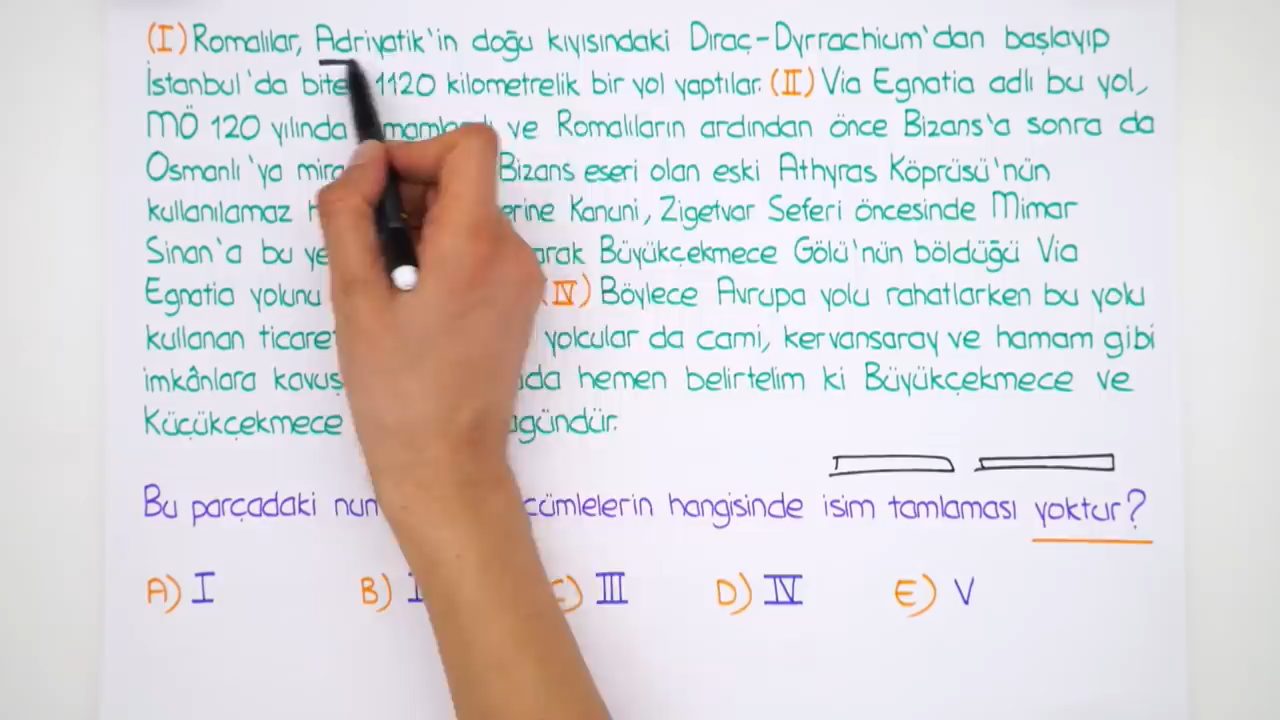 (I) Romalılar, Adriyatik'in doğu kıyısındaki Dıraç-Dyrrachium'dan başlayıp
İstanbul'da 1120 kilometrelik bir yol yaptılar. (II) Via Egnatia adlı bu yol,
MÖ 120 yılında ve Romalıların ardından önce Bizans'a sonra da
Osmanlı'ya Bizans eseri olan eski Athyras Köprüsü'nün
kullanılamaz Kanuni, Zigetvar Seferi öncesinde Mimar
Sinan'a bu Büyükçekmece Gölü'nün böldüğü Via
Egnatia yolunu (IV) Böylece Avrupa yolu rahatlarken bu yolu
kullanan yolcular da cami, kervansaray ve hamam gibi
imkânlara hemen belirtelim ki Büyükçekmece ve
Küçükçekmece
Bu parçadaki cümlelerin hangisinde isim tamlaması yoktur?
A) I B) C) III D) IV E) V